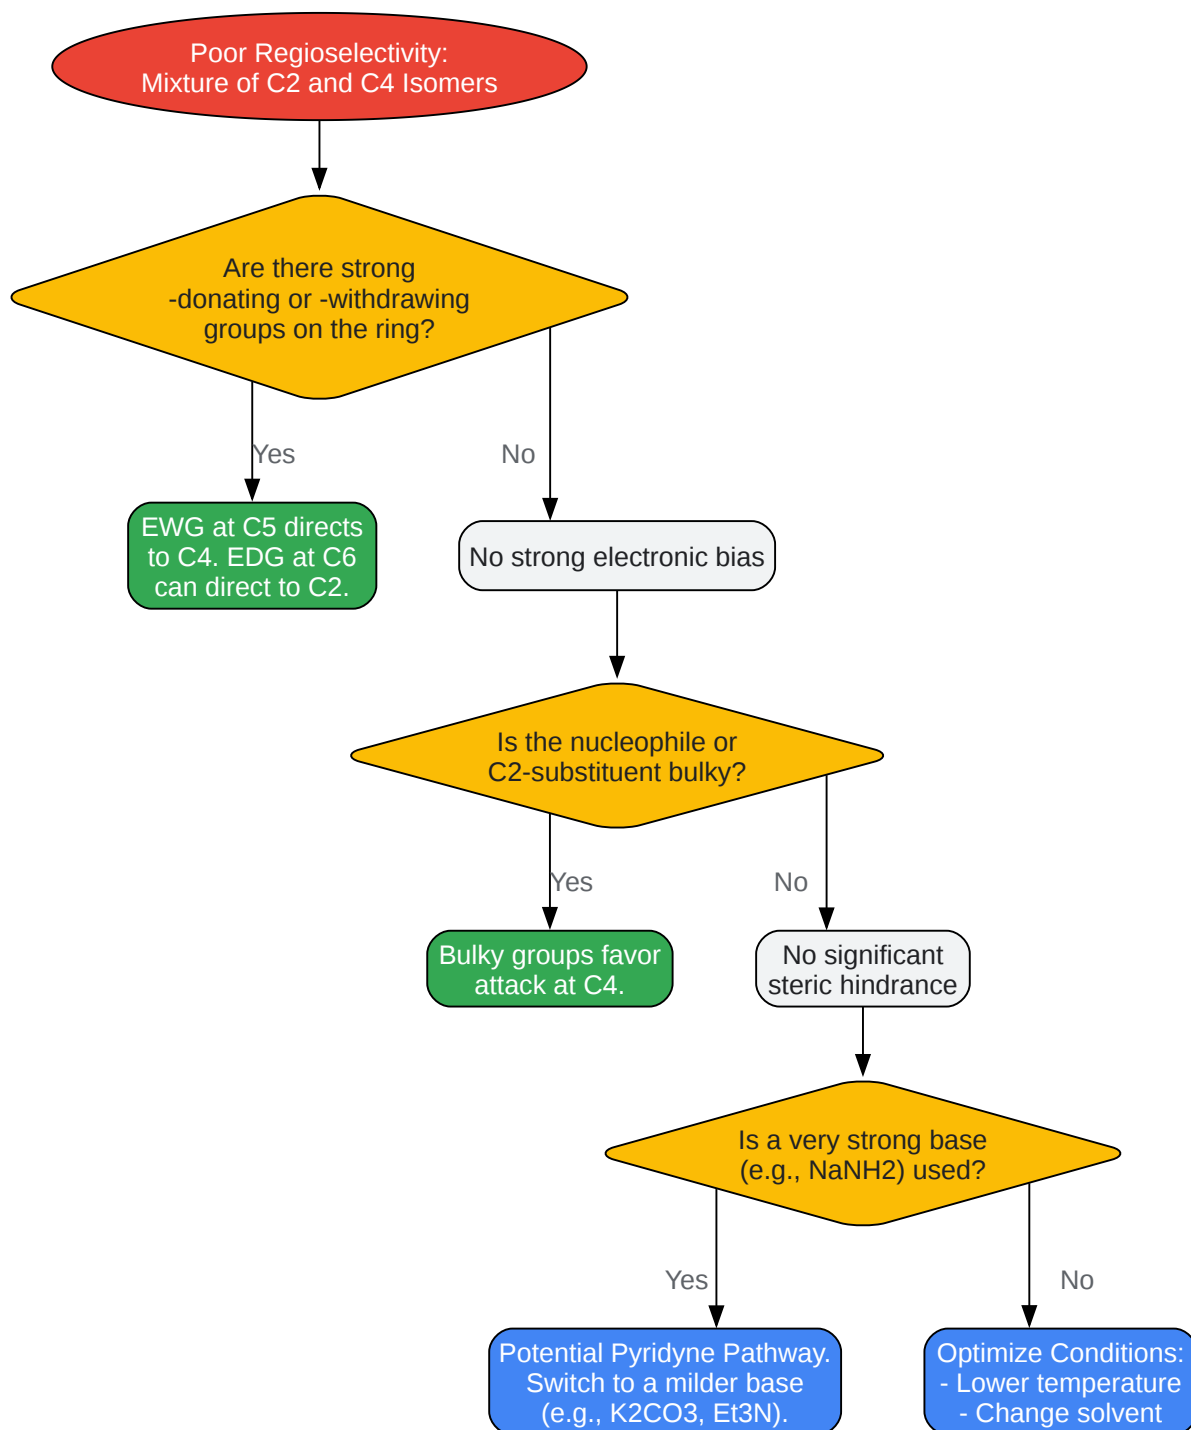 Poor Regioselectivity:
Mixture of C2 and C4 Isomers
Are there strong
-donating or -withdrawing
groups on the ring?
Yes
No
EWG at C5 directs
to C4. EDG at C6
can direct to C2.
No strong electronic bias
Is the nucleophile or
C2-substituent bulky?
Yes
No
Bulky groups favor
attack at C4.
No significant
steric hindrance
Is a very strong base
(e.g., NaNH2) used?
Yes
No
Potential Pyridyne Pathway.
Switch to a milder base
(e.g., K2CO3, Et3N).
Optimize Conditions:
- Lower temperature
- Change solvent